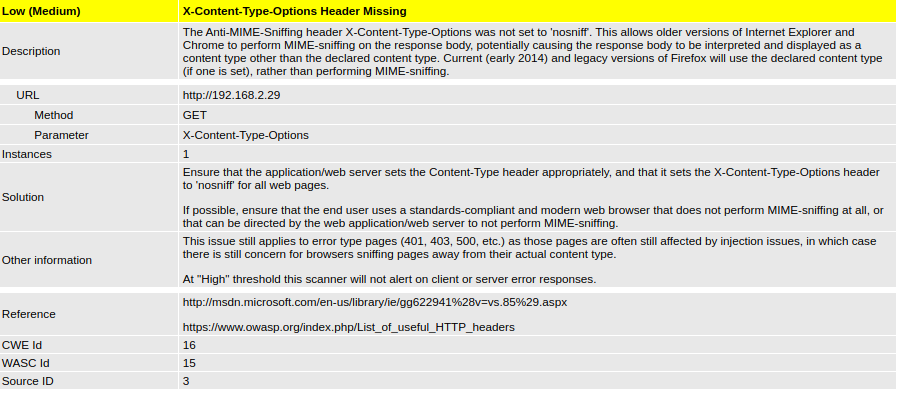 Low (Medium) X-Content-Type-Options Header Missing
Description
The Anti-MIME-Sniffing header X-Content-Type-Options was not set to 'nosniff'. This allows older versions of Internet Explorer and
Chrome to perform MIME-sniffing on the response body, potentially causing the response body to be interpreted and displayed as a
content type other than the declared content type. Current (early 2014) and legacy versions of Firefox will use the declared content type
(if one is set), rather than performing MIME-sniffing.
URL http://192.168.2.29
Method GET
Parameter X-Content-Type-Options
Instances 1
Solution
Ensure that the application/web server sets the Content-Type header appropriately, and that it sets the X-Content-Type-Options header
to 'nosniff' for all web pages.
If possible, ensure that the end user uses a standards-compliant and modern web browser that does not perform MIME-sniffing at all, or
that can be directed by the web application/web server to not perform MIME-sniffing.
Other information
This issue still applies to error type pages (401, 403, 500, etc.) as those pages are often still affected by injection issues, in which case
there is still concern for browsers sniffing pages away from their actual content type.
At "High" threshold this scanner will not alert on client or server error responses.
Reference
http://msdn.microsoft.com/en-us/library/ie/gg622941%28v=vs.85%29.aspx
https://www.owasp.org/index.php/List_of_useful_HTTP_headers
CWE Id 16
WASC Id 15
Source ID 3